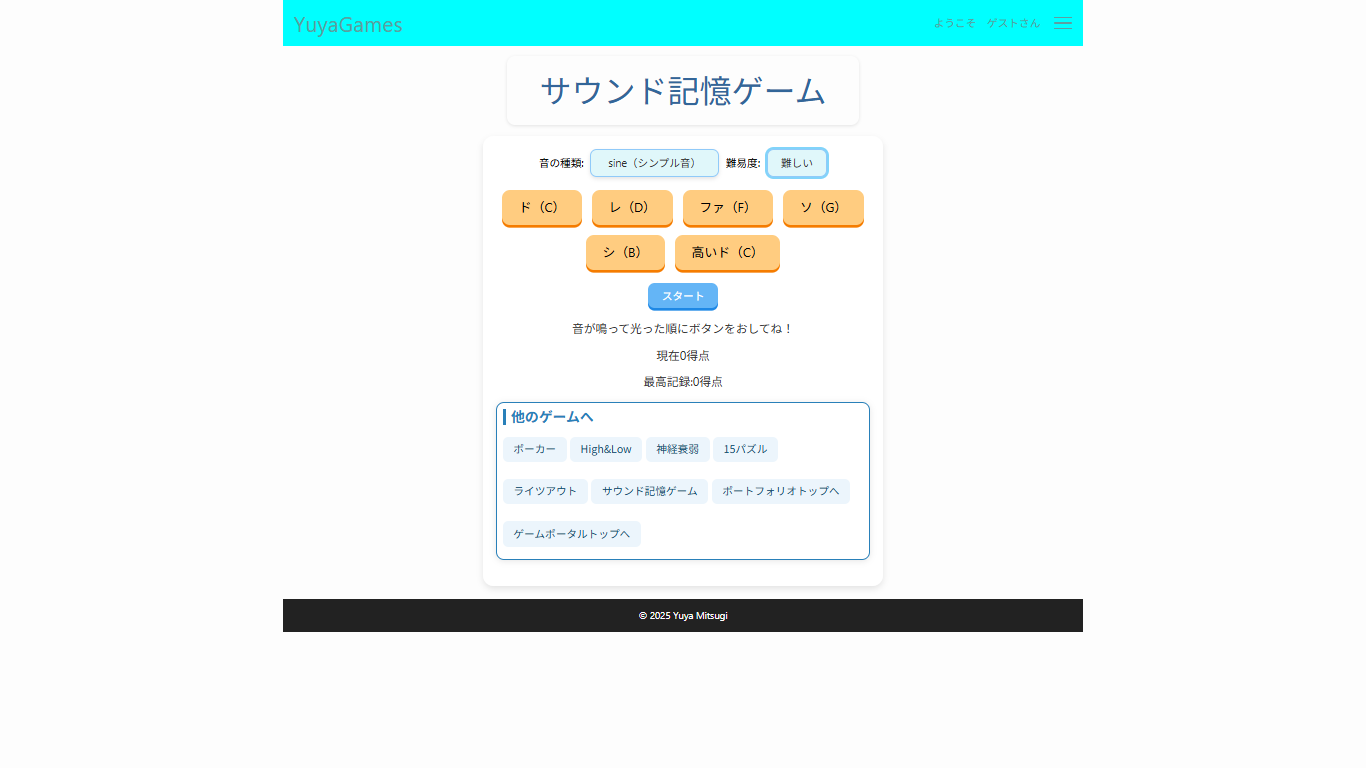 YuyaGames ようこそ ゲストさん
サウンド記憶ゲーム
音の種類: sine（シンプル音） 難易度: 難しい
ド（C） レ（D） ファ（F） ソ（G）
シ（B） 高いド（C）
スタート
音が鳴って光った順にボタンをおしてね！
現在0得点
最高記録:0得点
他のゲームへ
ポーカー High&Low 神経衰弱 15パズル
ライツアウト サウンド記憶ゲーム ポートフォリオトップへ
ゲームポータルトップへ
© 2025 Yuya Mitsugi